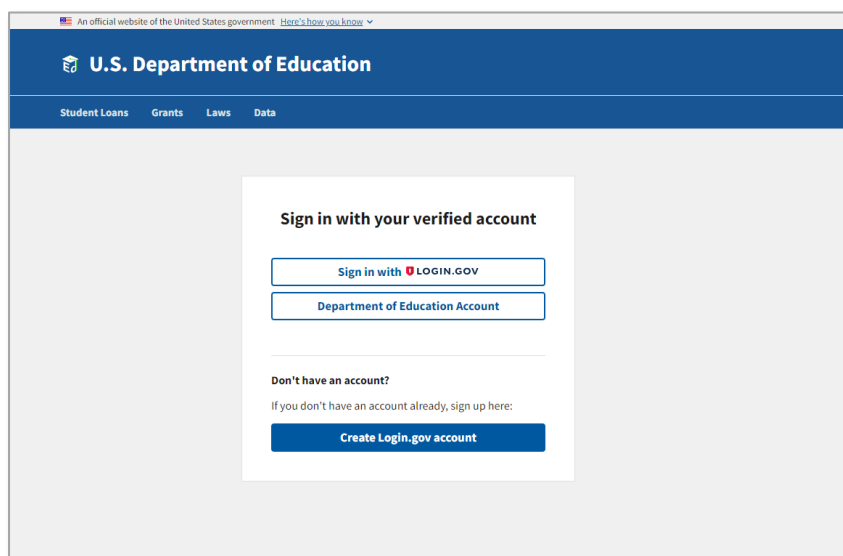 An official website of the United States government Here's how you know
U.S. Department of Education
Student Loans Grants Laws Data
Sign in with your verified account
Sign in with LOGIN.GOV
Department of Education Account
Don't have an account?
If you don't have an account already, sign up here:
Create Login.gov account